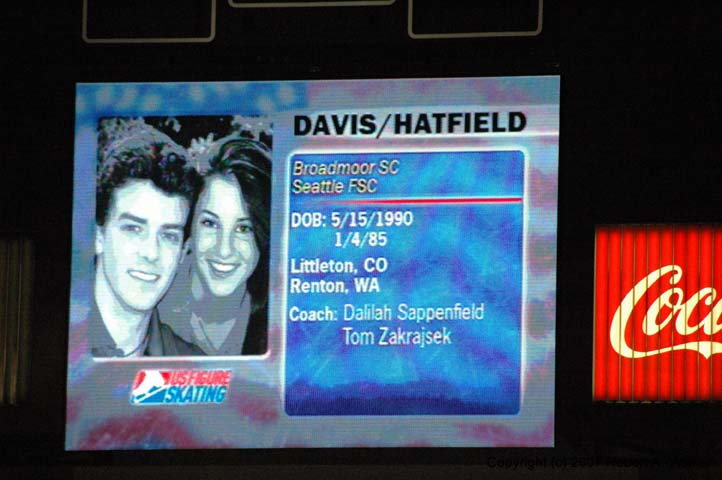 DAVIS/HATFIELD
Broadmoor SC
Seattle FSC
DOB: 5/15/1990
1/4/85
Littleton, CO
Renton, WA
Coach: Dalilah Sappenfield
Tom Zakrajsek
US FIGURE
SKATING
Copyright (c) 2007